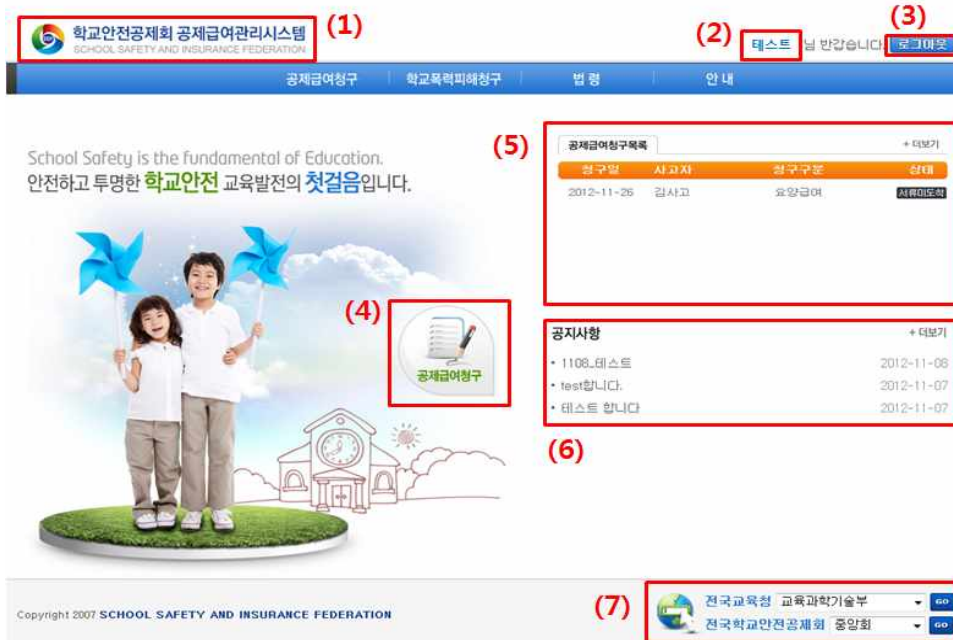 학교안전공제회 공제급여관리시스템 (1)
SCHOOL SAFETY AND INSURANCE FEDERATION
(2) 테스트 님 반갑습니다. 로그아웃 (3)
공제급여청구 학교폭력피해청구 법 령 안 내
School Safety is the fundamental of Education.
안전하고 투명한 학교안전 교육발전의 첫걸음입니다.
(4)
공제급여청구
(5)
공제급여청구목록 + 더보기
청구일 사고자 청구구분 상태
2012-11-26 김사고 요양급여 서류미도착
공지사항 + 더보기
• 1108_테스트 2012-11-08
• test합니다. 2012-11-07
• 테스트 합니다 2012-11-07
(6)
Copyright 2007 SCHOOL SAFETY AND INSURANCE FEDERATION
(7)
전국교육청 교육과학기술부 GO
전국학교안전공제회 중앙회 GO